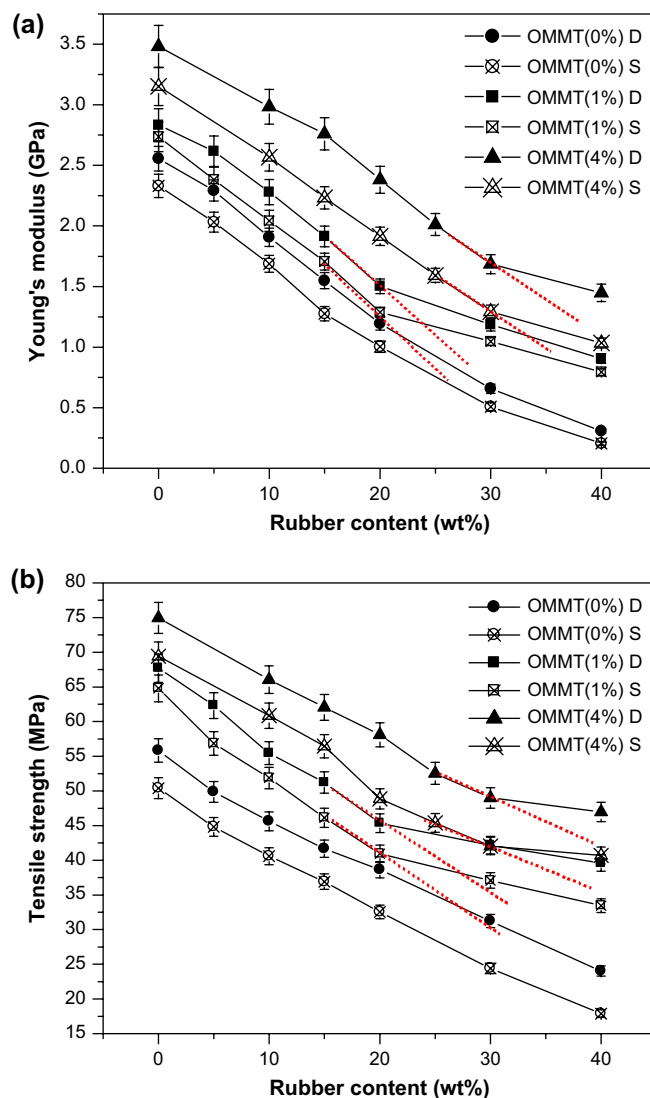 (a)
3.5
3.0
2.5
2.0
1.5
1.0
0.5
0.0
Young's modulus (GPa)
OMMT(0%) D
OMMT(0%) S
OMMT(1%) D
OMMT(1%) S
OMMT(4%) D
OMMT(4%) S
0 10 20 30 40
Rubber content (wt%)
(b)
80
75
70
65
60
55
50
45
40
35
30
25
20
15
Tensile strength (MPa)
OMMT(0%) D
OMMT(0%) S
OMMT(1%) D
OMMT(1%) S
OMMT(4%) D
OMMT(4%) S
0 10 20 30 40
Rubber content (wt%)